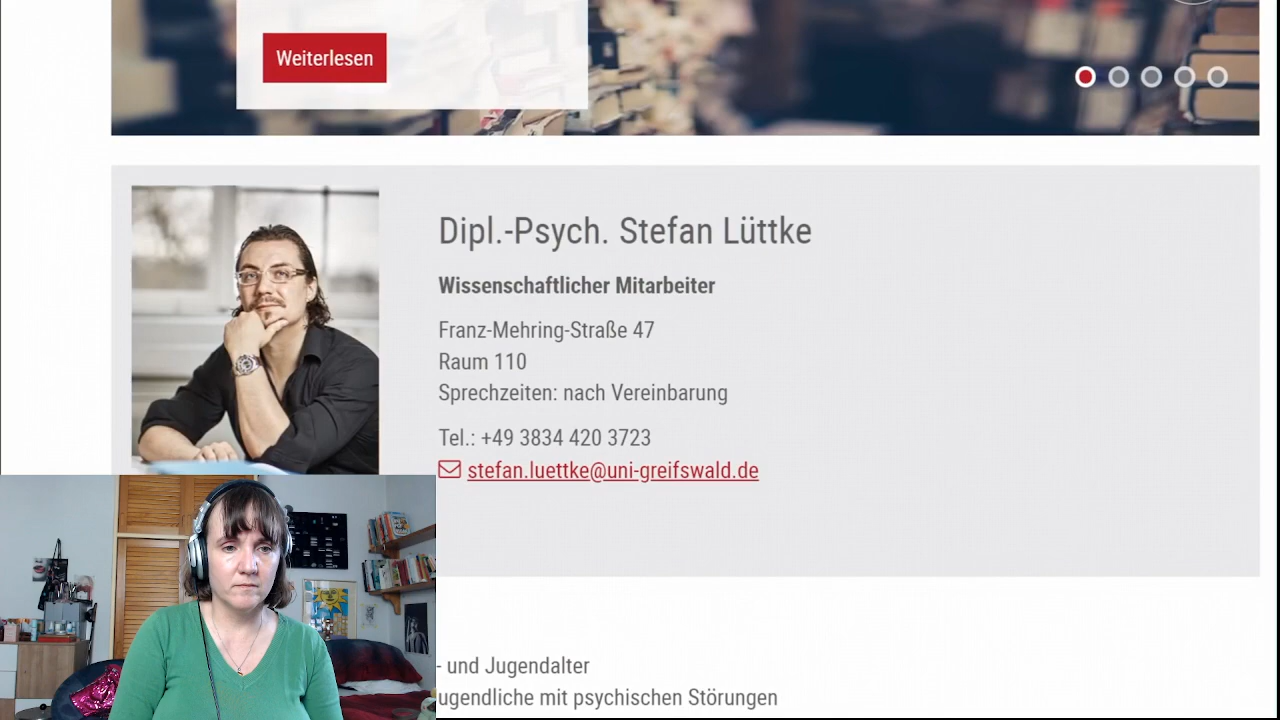 Weiterlesen
Dipl.-Psych. Stefan Lüttke
Wissenschaftlicher Mitarbeiter
Franz-Mehring-Straße 47
Raum 110
Sprechzeiten: nach Vereinbarung
Tel.: +49 3834 420 3723
stefan.luettke@uni-greifswald.de
- und Jugendalter
ugendliche mit psychischen Störungen